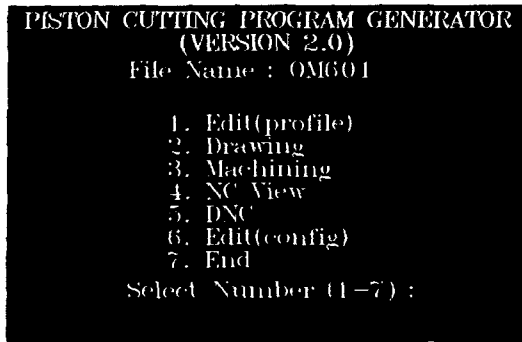 PISTON CUTTING PROGRAM GENERATOR
(VERSION 2.0)
File Name : OM601
1. Edit(profile)
2. Drawing
3. Machining
4. NC View
5. DNC
6. Edit(config)
7. End
Select Number (1-7) :